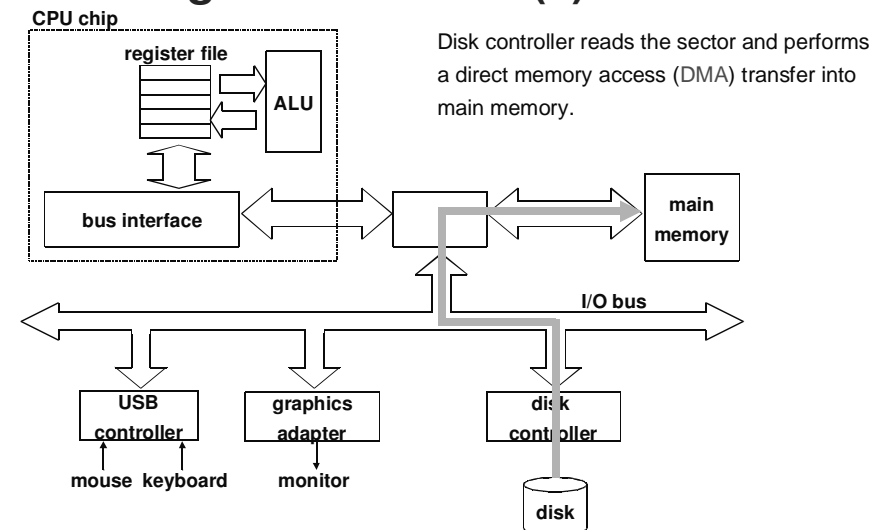 CPU chip
register file
ALU
Disk controller reads the sector and performs
a direct memory access (DMA) transfer into
main memory.
bus interface
main
memory
I/O bus
USB
controller
graphics
adapter
disk
controller
mouse keyboard
monitor
disk